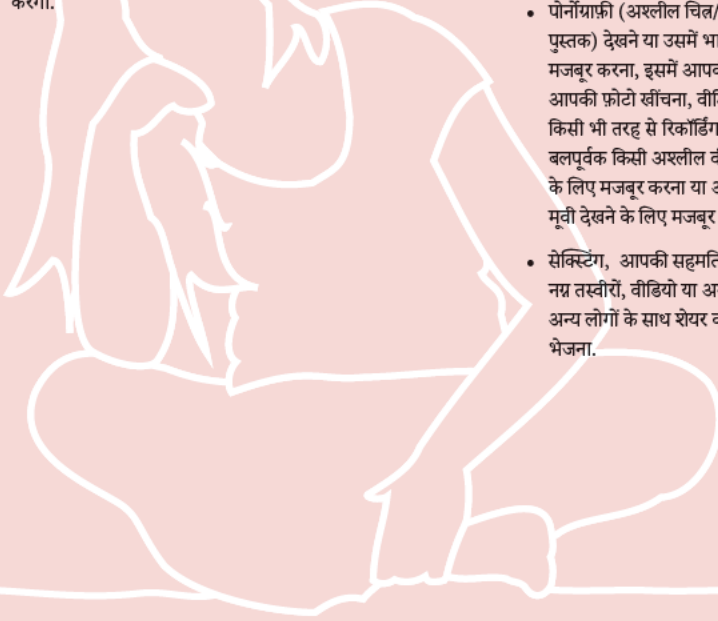 करेगा.
• पोर्नोग्राफ़ी (अश्लील चित्र/
पुस्तक) देखने या उसमें
मजबूर करना, इसमें
आपकी फ़ोटो खींचना,
किसी भी तरह से रिकॉर्डिंग
बलपूर्वक किसी अश्लील
के लिए मजबूर करना या
मूवी देखने के लिए मजबूर
• सेक्स्टिंग, आपकी सहमति
नग्न तस्वीरों, वीडियो या
अन्य लोगों के साथ शेयर
भेजना.